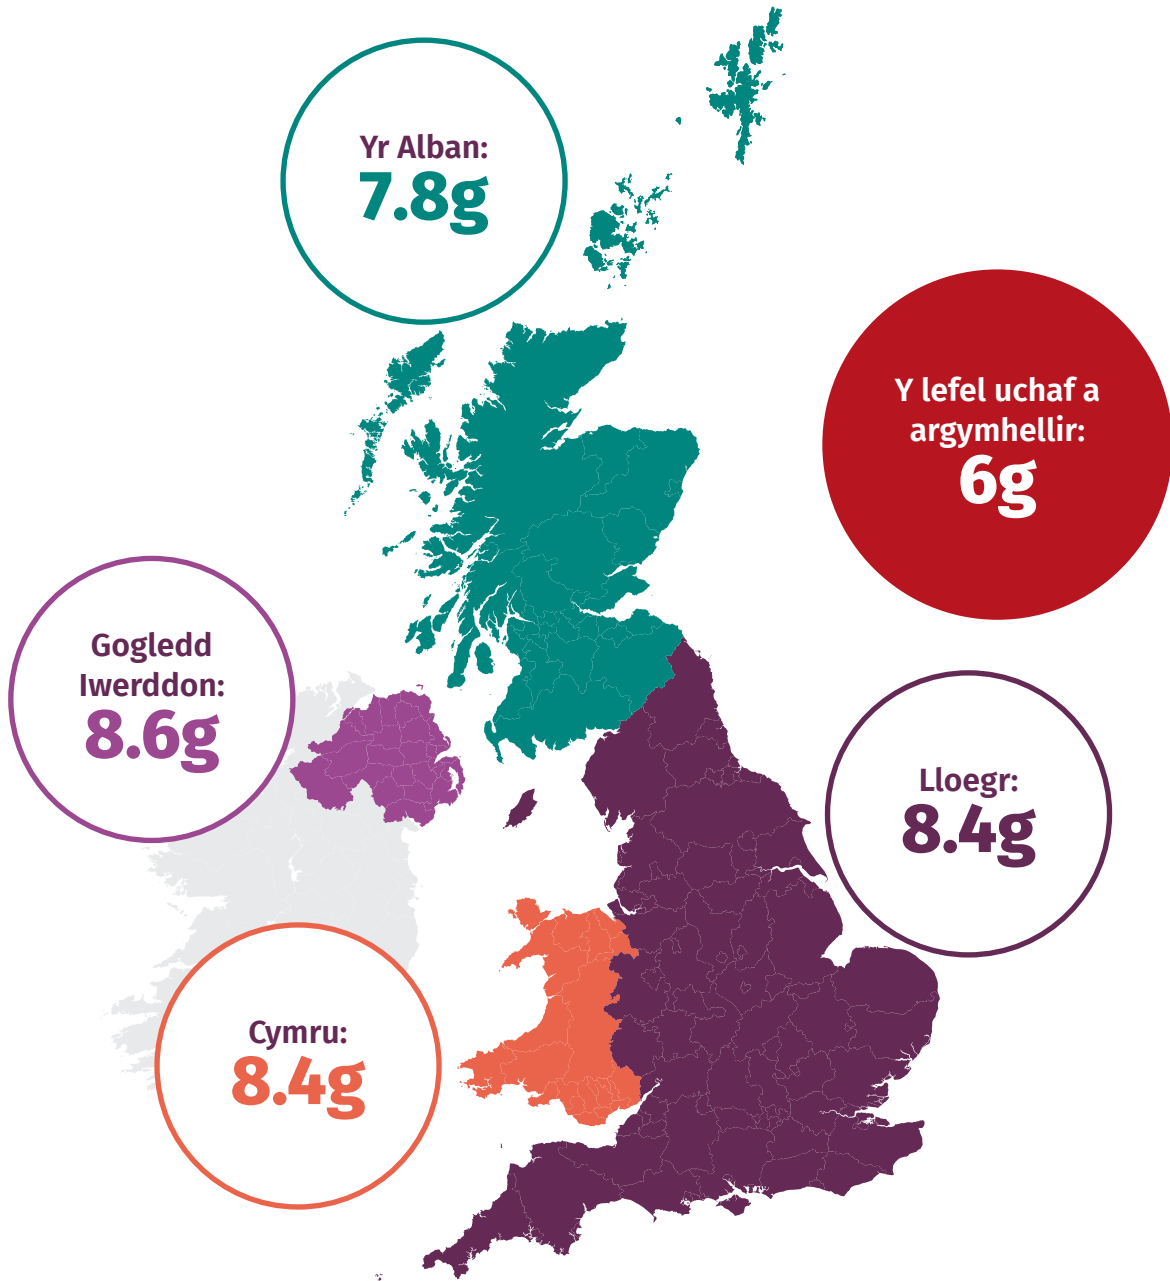 Yr Alban:
7.8g
Y lefel uchaf a
argymhellir:
6g
Gogledd
Iwerddon:
8.6g
Lloegr:
8.4g
Cymru:
8.4g